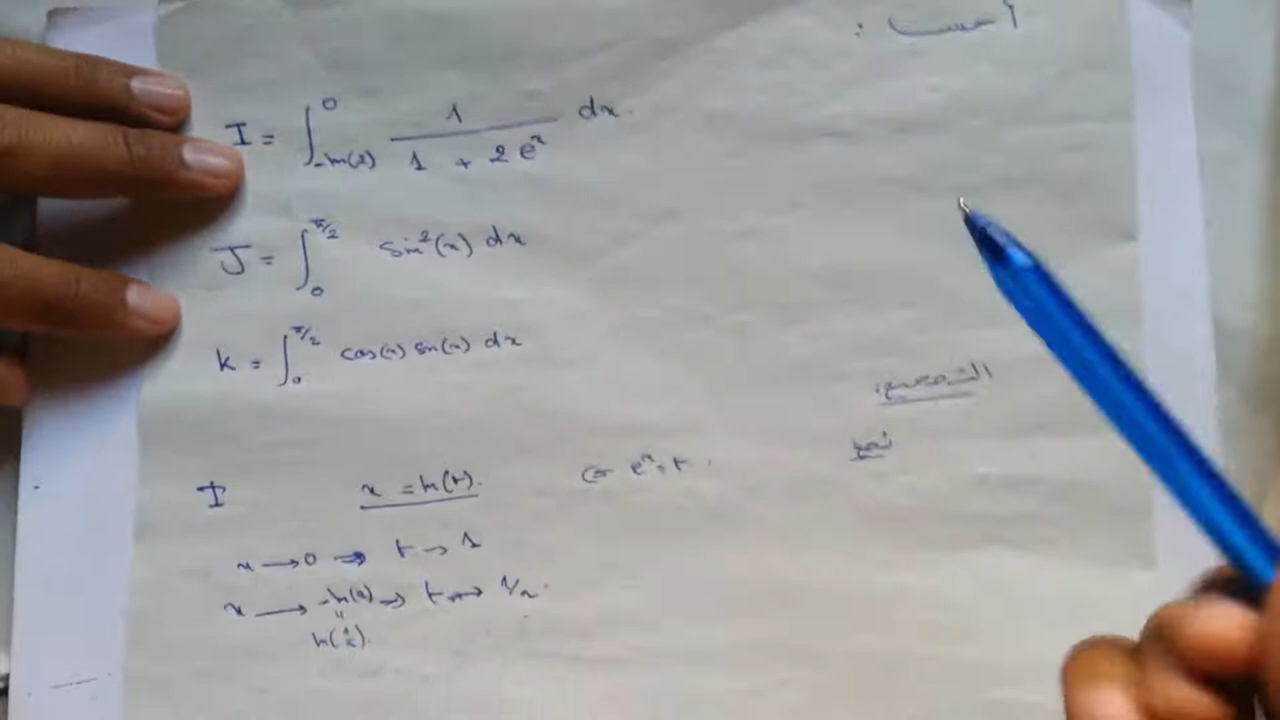 أحسب :
I = ∫_{-ln(2)}^{0} 1 / (1 + 2e^x) dx.
J = ∫_{0}^{π/2} sin²(x) dx
K = ∫_{0}^{π/2} cos(x) sin(x) dx
التصحيح
نضع
I x = ln(t). e^x = t.
x → 0 ⇒ t → 1
x → -ln(2) ⇒ t → 1/2.
"
ln(1/2)